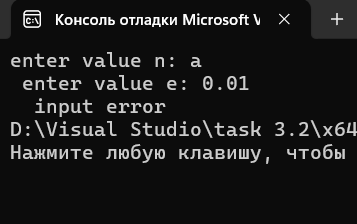 Консоль отладки Microsoft V
enter value n: a
enter value e: 0.01
input error
D:\Visual Studio\task 3.2\x64
Нажмите любую клавишу, чтобы